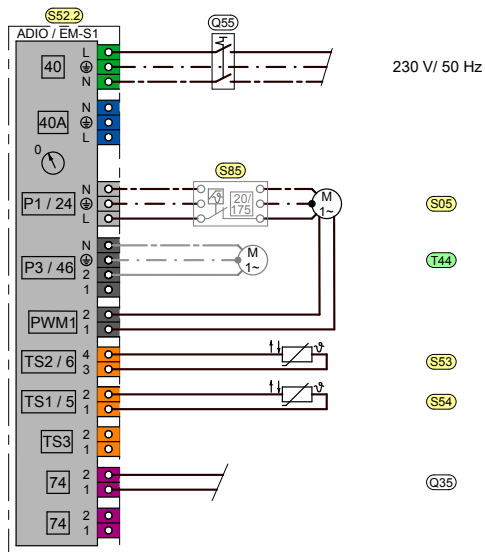 S52.2
Q55
ADIO / EM-S1
L
40
N
230 V/ 50 Hz
N
40A
L
0
S85
N
P1 / 24
L
20/
175
M
1~
S05
N
P3 / 46
2
1
M
1~
T44
PWM1
2
1
TS2 / 6
4
3
ϑ
S53
TS1 / 5
2
1
ϑ
S54
TS3
2
1
74
2
1
Q35
74
2
1